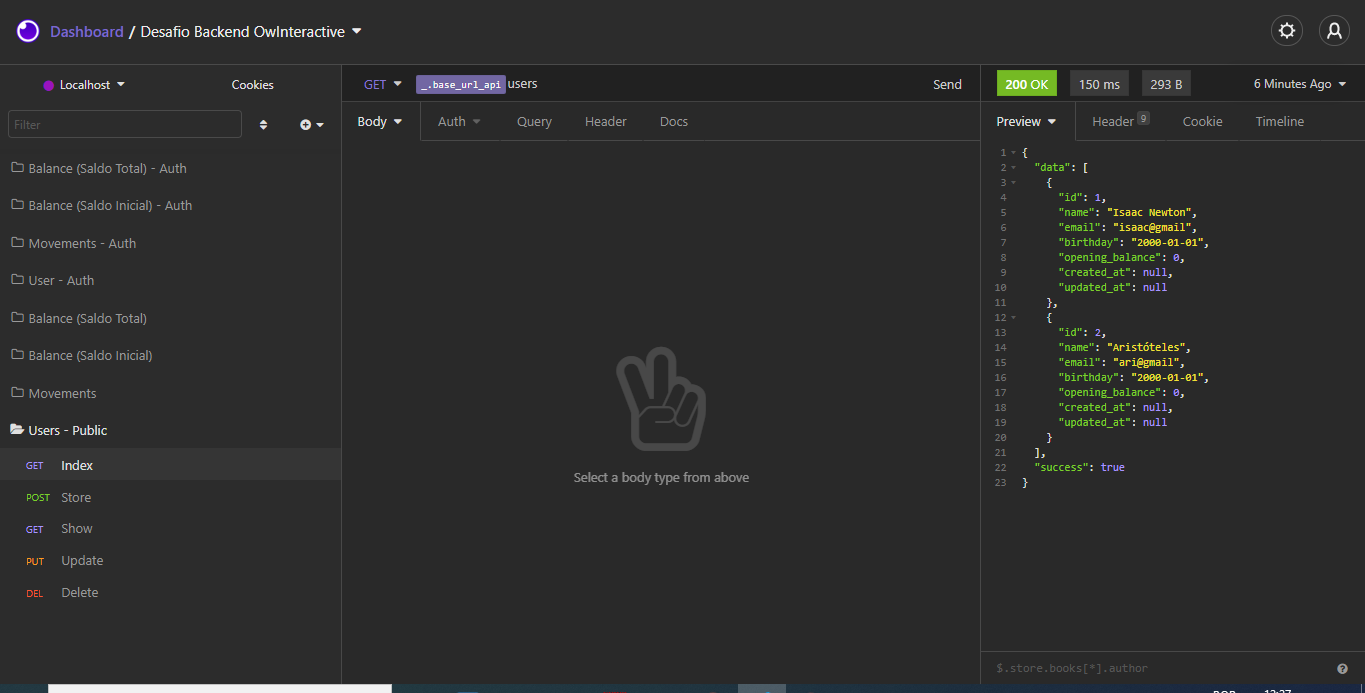 Dashboard / Desafio Backend OwInteractive
Localhost
Cookies
Filter
Balance (Saldo Total) - Auth
Balance (Saldo Inicial) - Auth
Movements - Auth
User - Auth
Balance (Saldo Total)
Balance (Saldo Inicial)
Movements
Users - Public
GET Index
POST Store
GET Show
PUT Update
DEL Delete
GET _.base_url_api users Send
Body Auth Query Header Docs
Select a body type from above
200 OK 150 ms 293 B 6 Minutes Ago
Preview Header 9 Cookie Timeline
1 {
2 "data": [
3 {
4 "id": 1,
5 "name": "Isaac Newton",
6 "email": "isaac@gmail",
7 "birthday": "2000-01-01",
8 "opening_balance": 0,
9 "created_at": null,
10 "updated_at": null
11 },
12 {
13 "id": 2,
14 "name": "Aristóteles",
15 "email": "ari@gmail",
16 "birthday": "2000-01-01",
17 "opening_balance": 0,
18 "created_at": null,
19 "updated_at": null
20 }
21 ],
22 "success": true
23 }
$.store.books[*].author